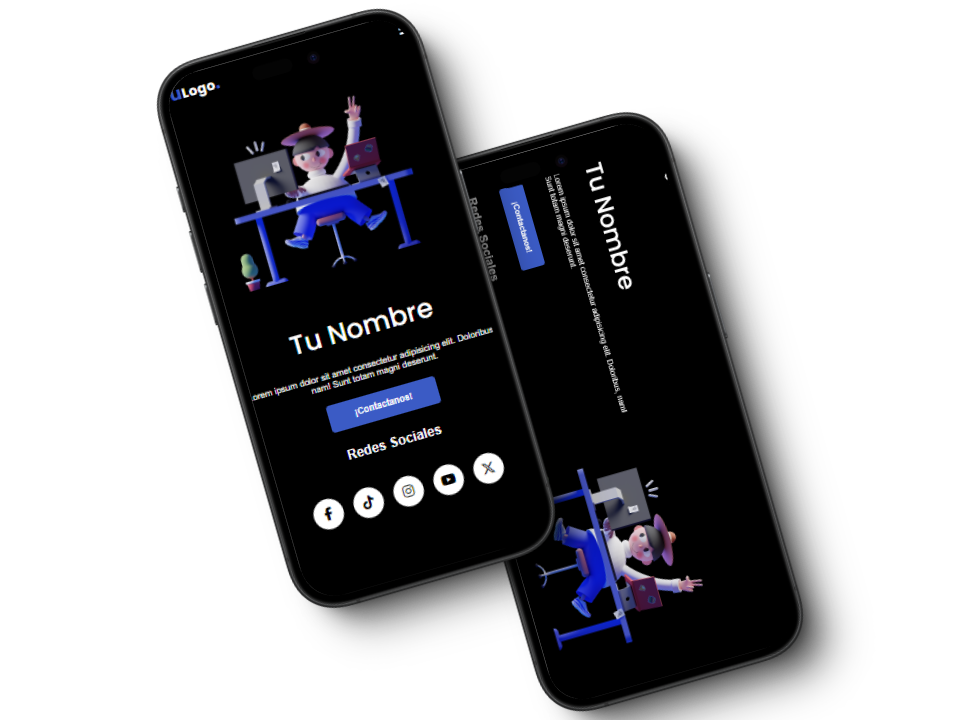 uLogo.
Tu Nombre
orem ipsum dolor sit amet consectetur adipisicing elit. Doloribus
nam! Sunt totam magni deserunt.
¡Contactanos!
Redes Sociales
Tu Nombre
Lorem ipsum dolor sit amet consectetur adipisicing elit. Doloribus, nam!
Sunt totam magni deserunt.
¡Contactanos!
Redes Sociales